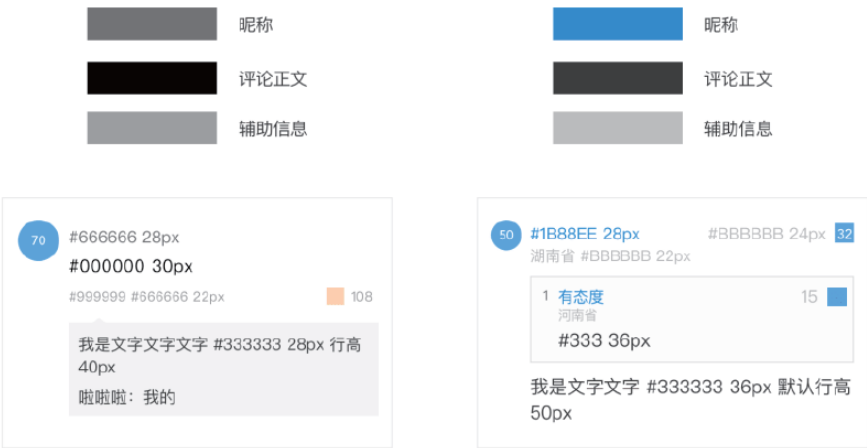 昵称
评论正文
辅助信息
昵称
评论正文
辅助信息
70
#666666 28px
#000000 30px
#999999 #666666 22px
108
我是文字文字文字 #333333 28px 行高
40px
啦啦啦：我的
50
#1B88EE 28px
#BBBBBB 24px
32
湖南省 #BBBBBB 22px
1 有态度
15
河南省
#333 36px
我是文字文字 #333333 36px 默认行高
50px